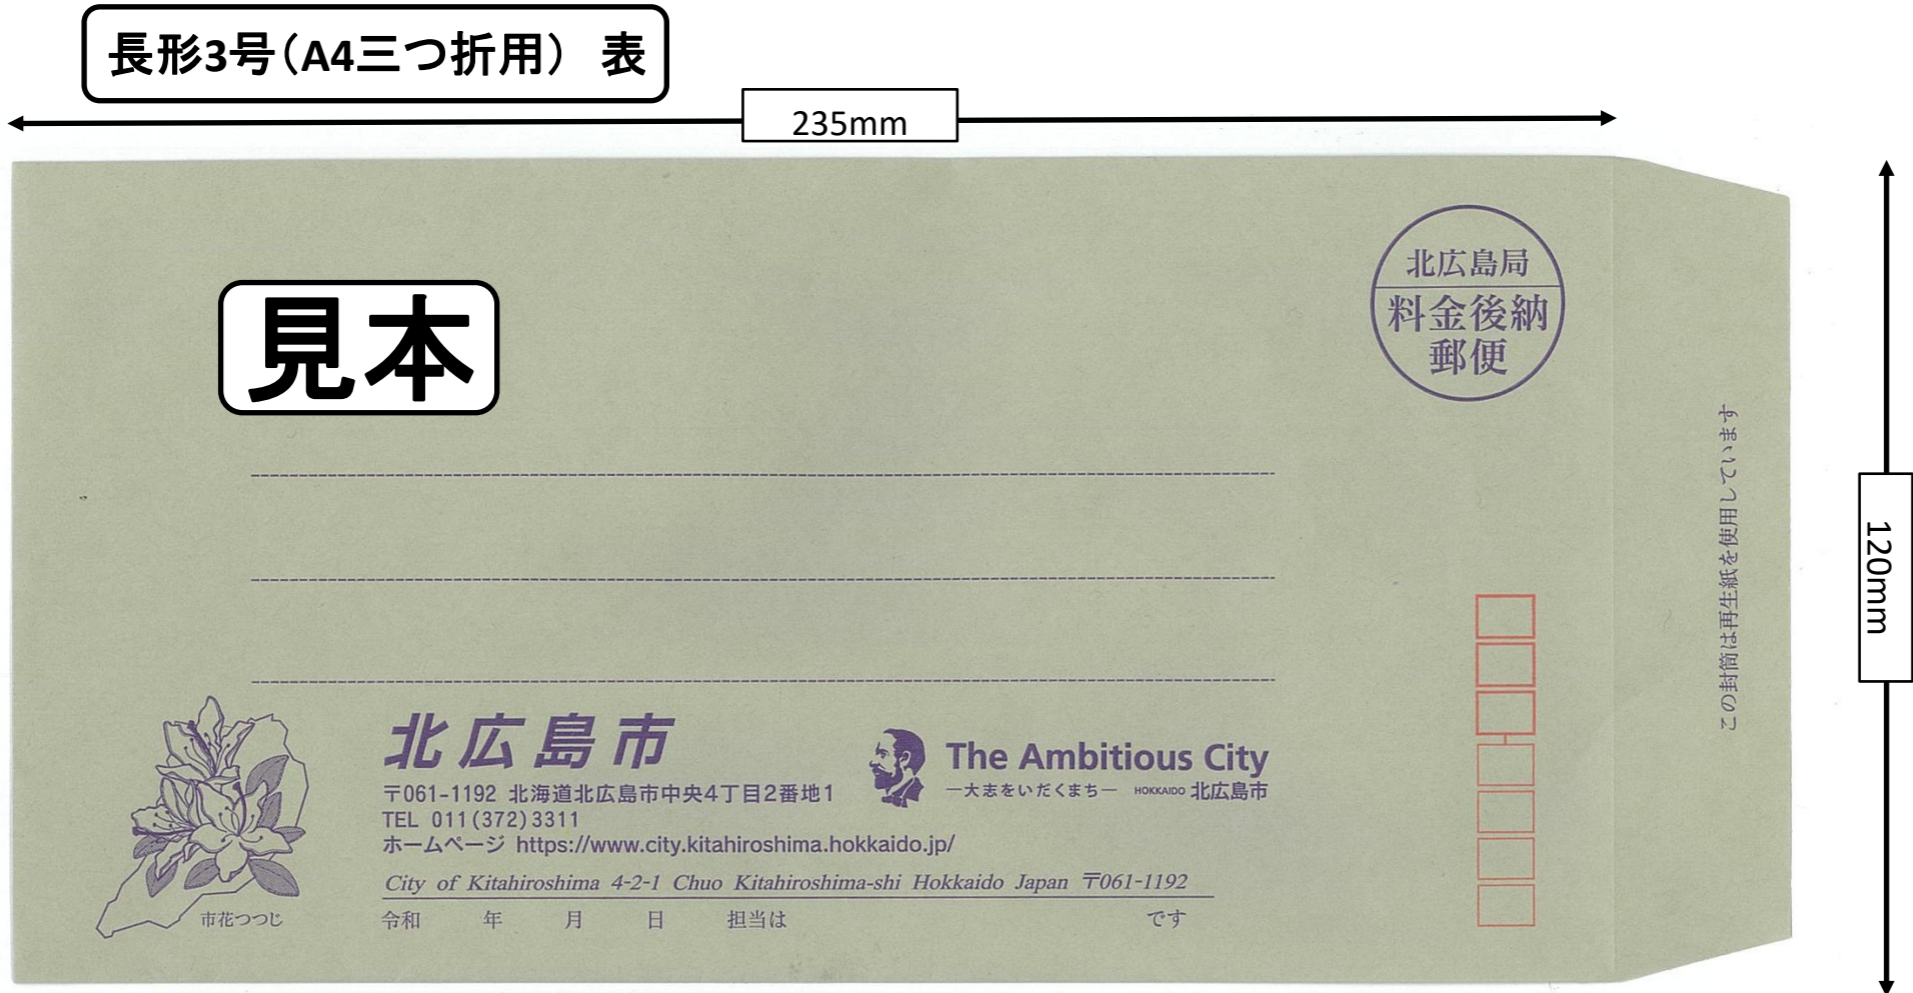 長形3号（A4三つ折用） 表
235mm
北広島局
料金後納
郵便
見本
この封筒は再生紙を使用しています
120mm
北広島市
〒061-1192 北海道北広島市中央4丁目2番地1
TEL 011(372)3311
ホームページ https://www.city.kitahiroshima.hokkaido.jp/
The Ambitious City
―大志をいだくまち― HOKKAIDO 北広島市
City of Kitahiroshima 4-2-1 Chuo Kitahiroshima-shi Hokkaido Japan 〒061-1192
令和 年 月 日 担当は です
市花つつじ